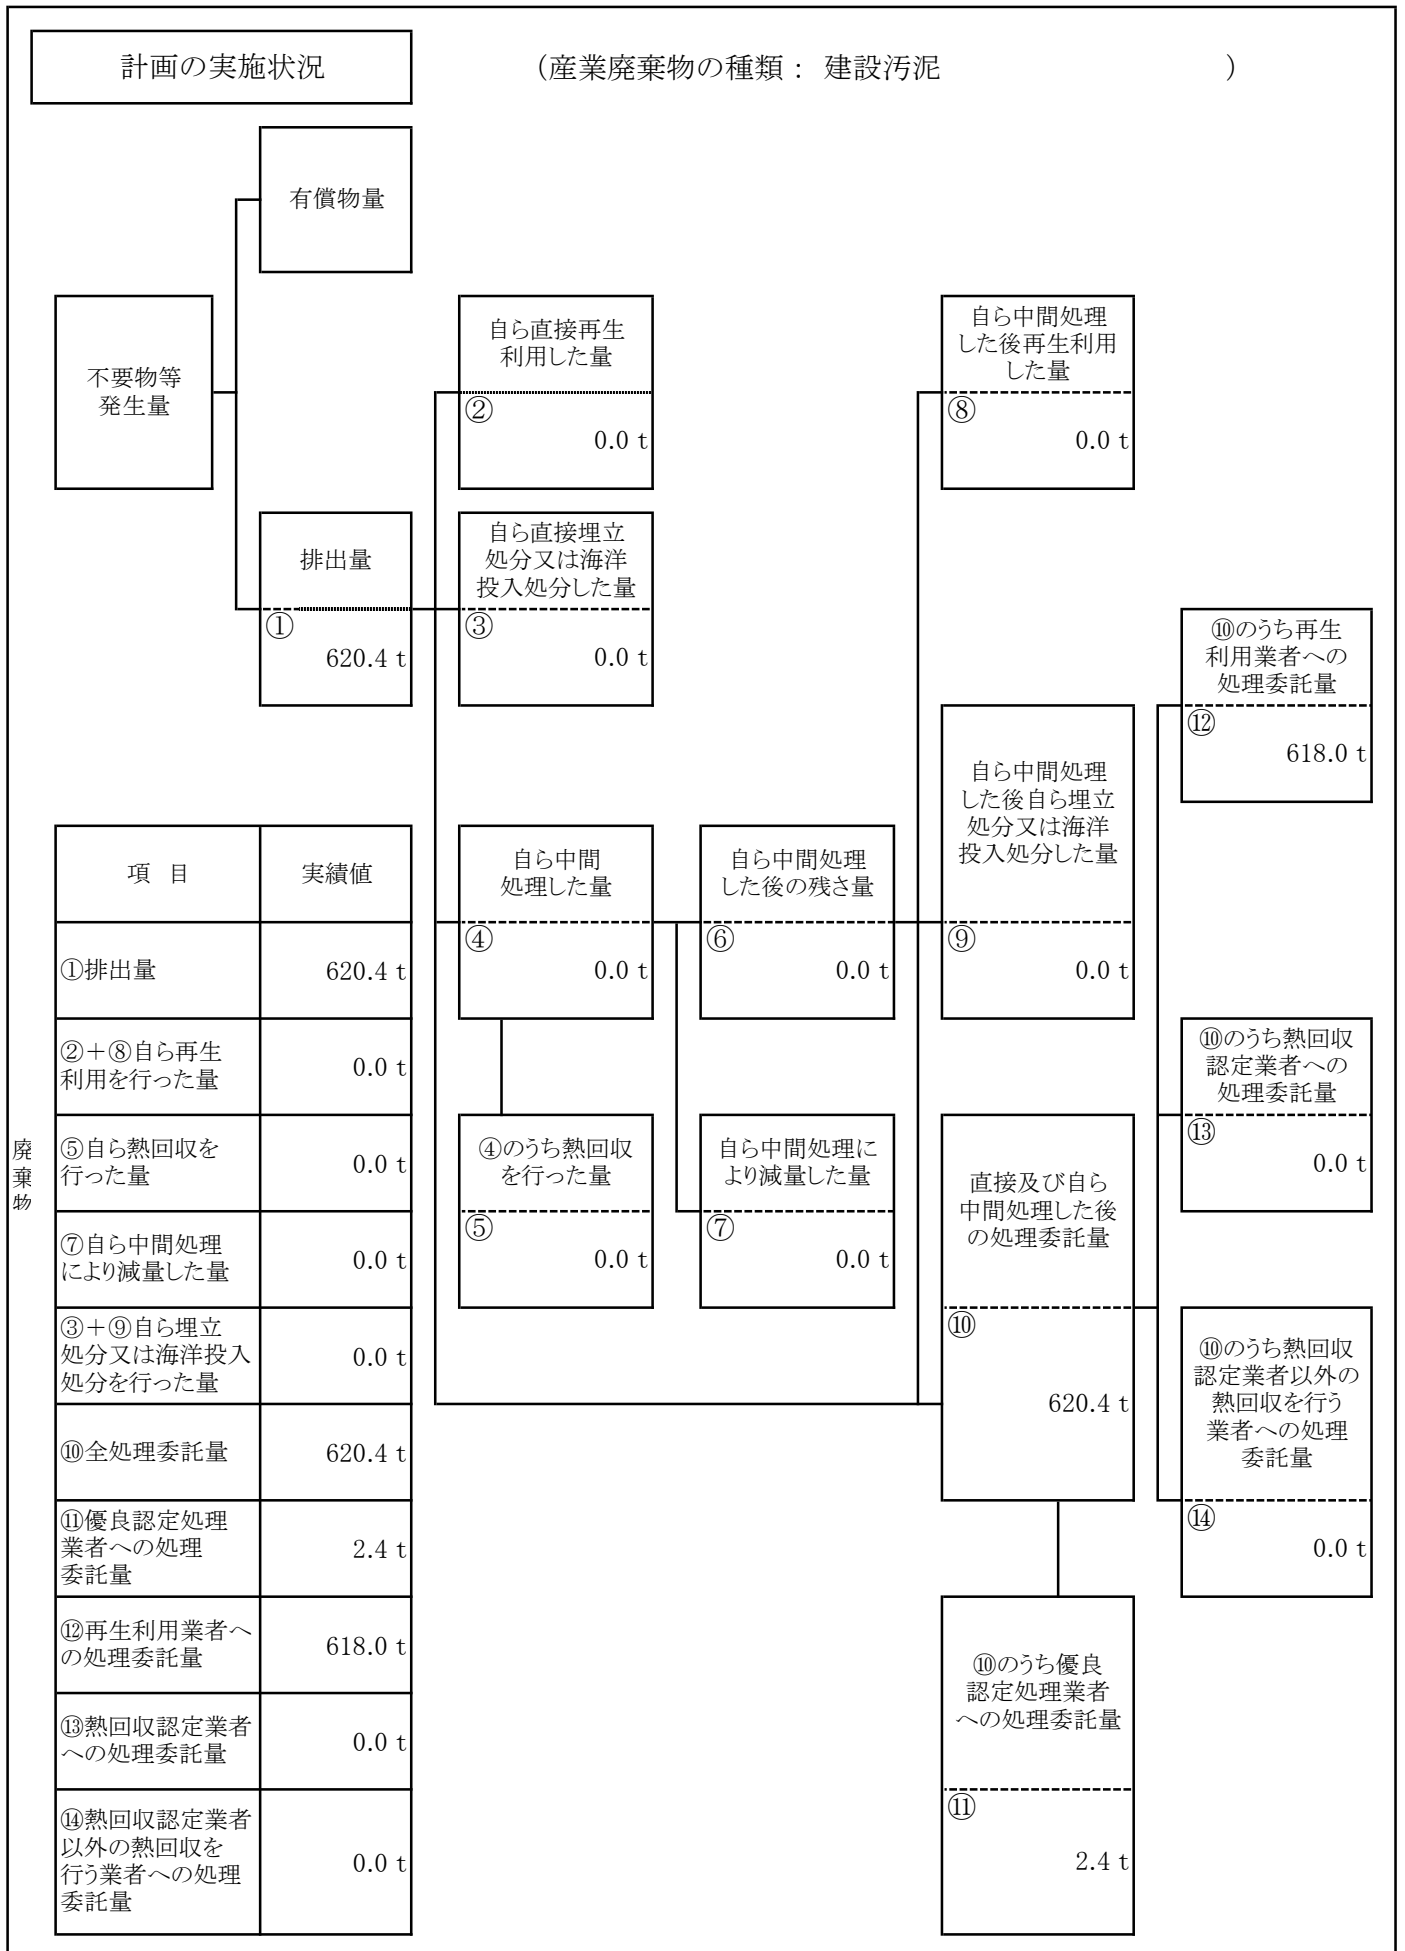 計画の実施状況
（産業廃棄物の種類： 建設汚泥 ）
有償物量
不要物等
発生量
自ら直接再生
利用した量
②
0.0 t
自ら中間処理
した後再生利用
した量
⑧
0.0 t
排出量
①
620.4 t
自ら直接埋立
処分又は海洋
投入処分した量
③
0.0 t
⑩のうち再生
利用業者への
処理委託量
⑫
618.0 t
自ら中間処理
した後自ら埋立
処分又は海洋
投入処分した量
⑨
0.0 t
自ら中間
処理した量
④
0.0 t
自ら中間処理
した後の残さ量
⑥
0.0 t
⑩のうち熱回収
認定業者への
処理委託量
⑬
0.0 t
④のうち熱回収
を行った量
⑤
0.0 t
自ら中間処理に
より減量した量
⑦
0.0 t
直接及び自ら
中間処理した後
の処理委託量
⑩
620.4 t
⑩のうち熱回収
認定業者以外の
熱回収を行う
業者への処理
委託量
⑭
0.0 t
⑩のうち優良
認定処理業者
への処理委託量
⑪
2.4 t
項 目 実績値
①排出量 620.4 t
②＋⑧自ら再生
利用を行った量
0.0 t
⑤自ら熱回収を
行った量
0.0 t
⑦自ら中間処理
により減量した量
0.0 t
③＋⑨自ら埋立
処分又は海洋投入
処分を行った量
0.0 t
⑩全処理委託量 620.4 t
⑪優良認定処理
業者への処理
委託量
2.4 t
⑫再生利用業者へ
の処理委託量
618.0 t
⑬熱回収認定業者
への処理委託量
0.0 t
⑭熱回収認定業者
以外の熱回収を
行う業者への処理
委託量
0.0 t
廃
棄
物